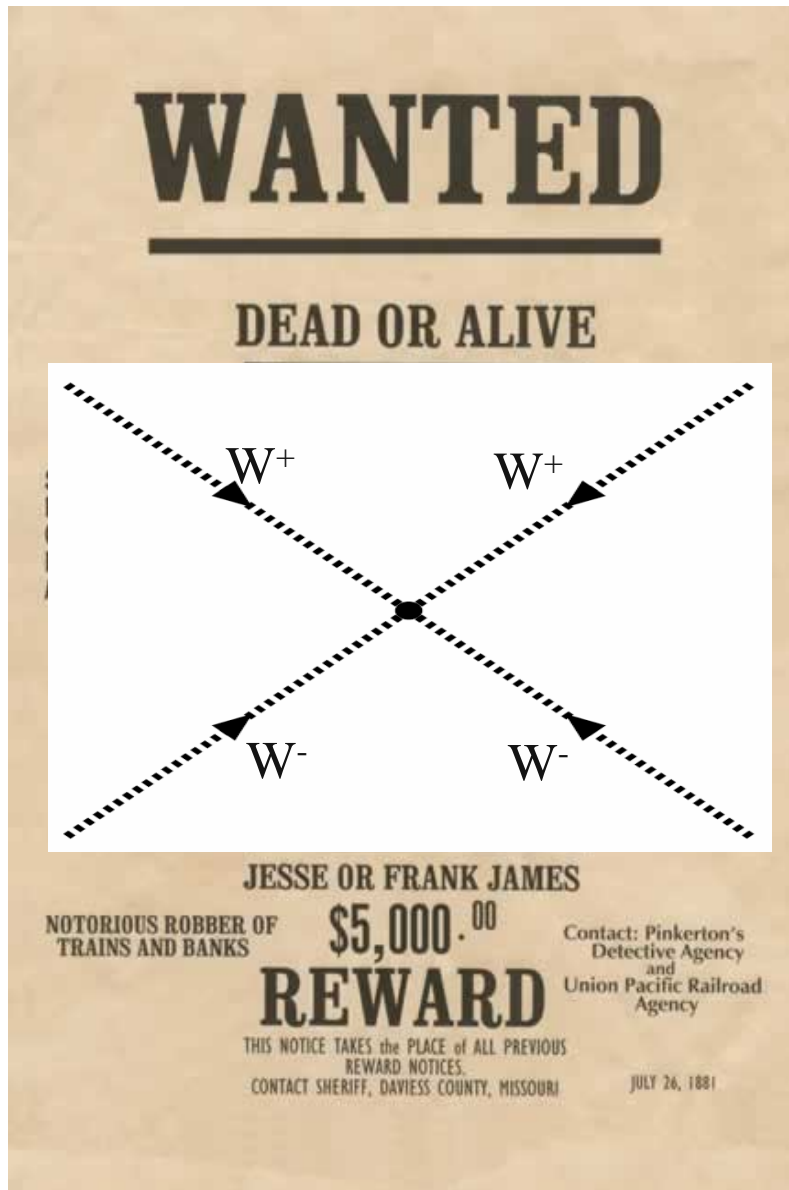 WANTED
DEAD OR ALIVE
W+
W+
W-
W-
JESSE OR FRANK JAMES
NOTORIOUS ROBBER OF
TRAINS AND BANKS
$5,000.00
REWARD
Contact: Pinkerton's
Detective Agency
and
Union Pacific Railroad
Agency
THIS NOTICE TAKES the PLACE of ALL PREVIOUS
REWARD NOTICES.
CONTACT SHERIFF, DAVIESS COUNTY, MISSOURI
JULY 26, 1881